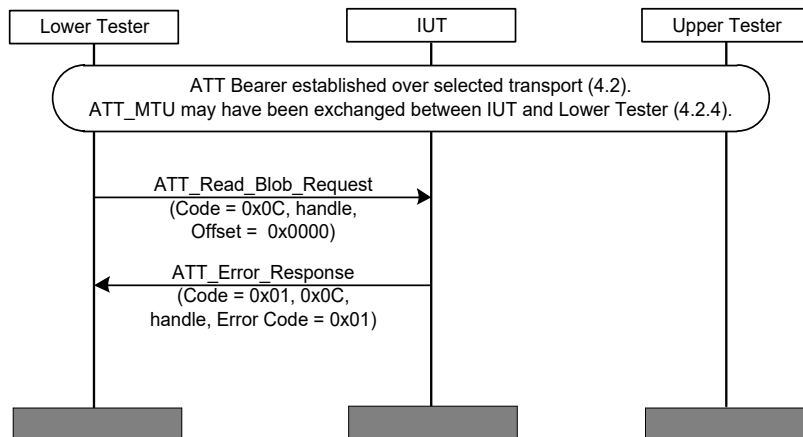 Lower Tester
IUT
Upper Tester
ATT Bearer established over selected transport (4.2).
ATT_MTU may have been exchanged between IUT and Lower Tester (4.2.4).
ATT_Read_Blob_Request
(Code = 0x0C, handle,
Offset = 0x0000)
ATT_Error_Response
(Code = 0x01, 0x0C,
handle, Error Code = 0x01)